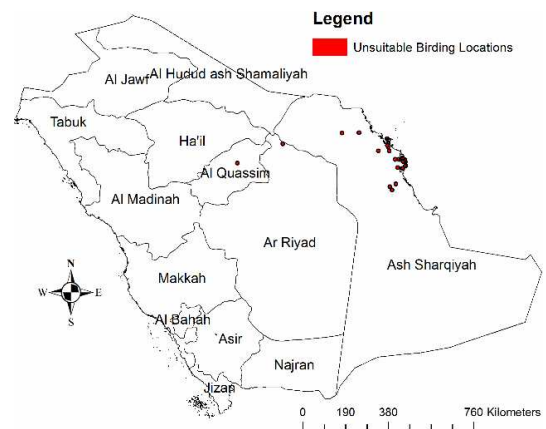 Legend
Unsuitable Birding Locations
Al Jawf
Al Hudud ash Shamaliyah
Tabuk
Ha'il
Al Quassim
Al Madinah
Ar Riyad
Ash Sharqiyah
Makkah
Al Bahah
'Asir
Najran
Jizan
N
W
E
S
0 190 380 760 Kilometers